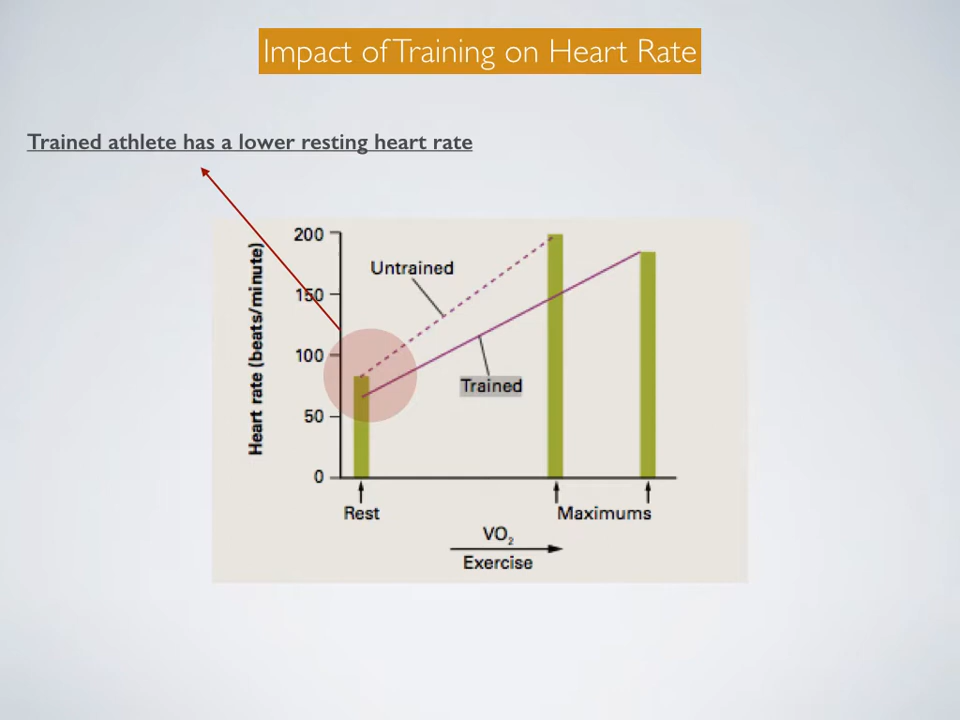 Impact of Training on Heart Rate
Trained athlete has a lower resting heart rate
Heart rate (beats/minute)
200
150
100
50
0
Untrained
Trained
Rest
Maximums
VO2
Exercise